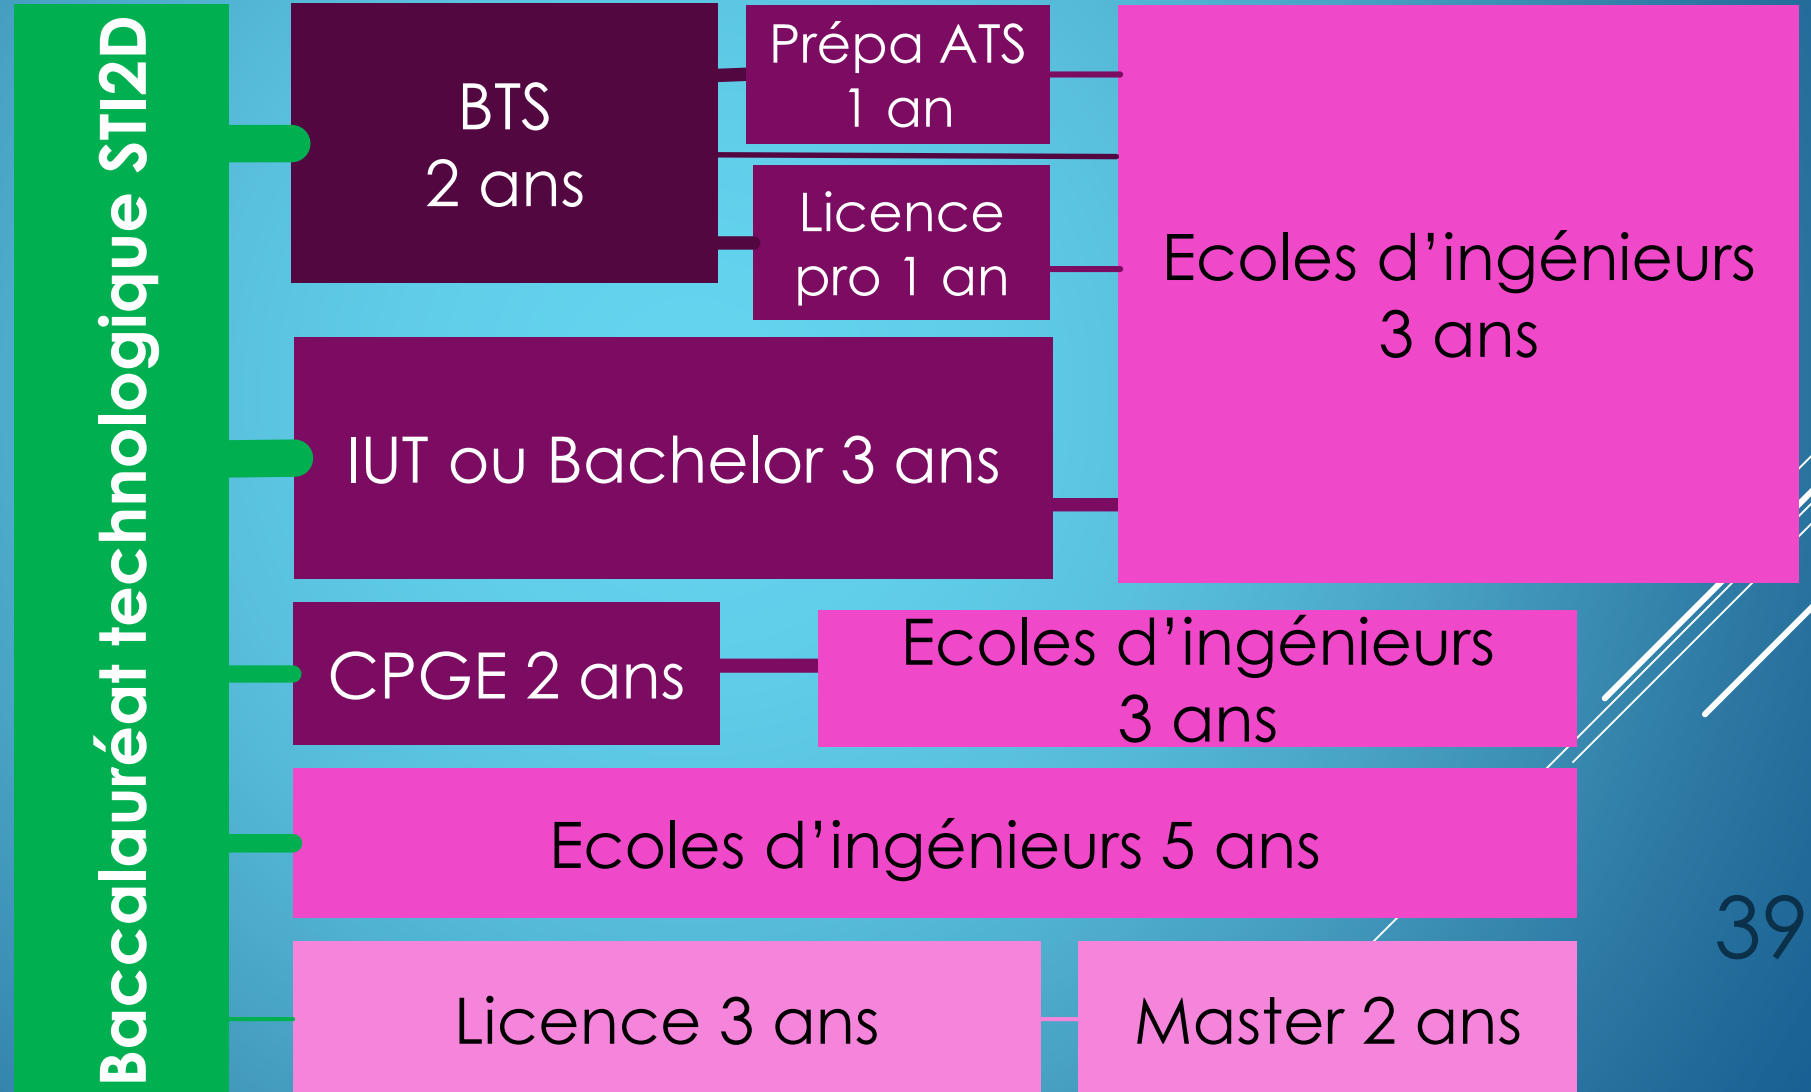 Baccalauréat technologique STI2D
BTS
2 ans
Prépa ATS
1 an
Licence
pro 1 an
Ecoles d’ingénieurs
3 ans
IUT ou Bachelor 3 ans
CPGE 2 ans
Ecoles d’ingénieurs
3 ans
Ecoles d’ingénieurs 5 ans
39
Licence 3 ans
Master 2 ans